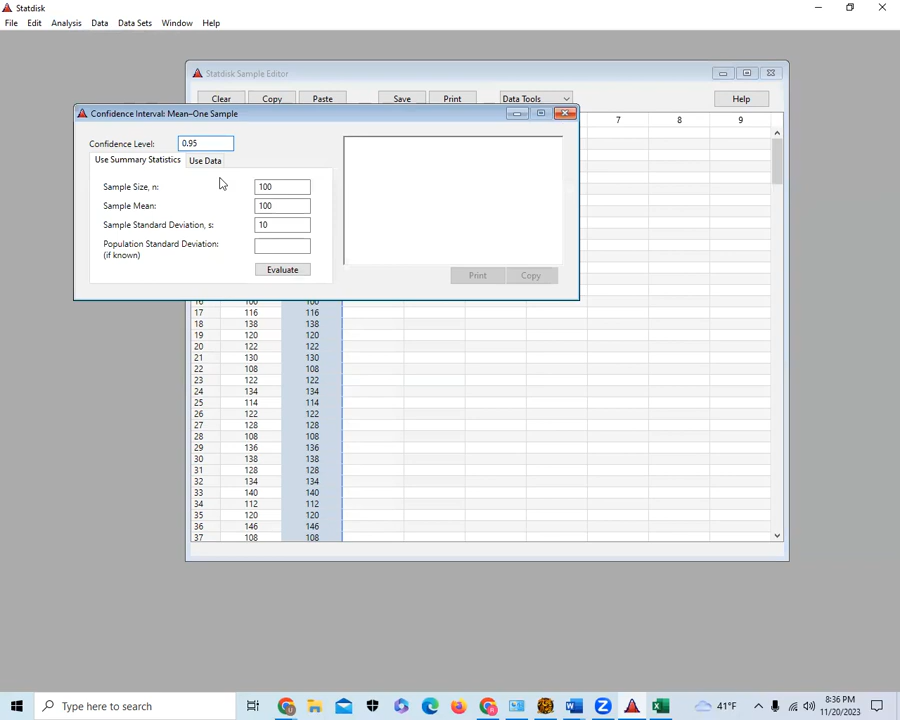 Statdisk
File Edit Analysis Data Data Sets Window Help
Statdisk Sample Editor
Clear Copy Paste Save Print Data Tools Help
Confidence Interval: Mean–One Sample
7 8 9
Confidence Level: 0.95
Use Summary Statistics Use Data
Sample Size, n: 100
Sample Mean: 100
Sample Standard Deviation, s: 10
Population Standard Deviation:
(if known)
Evaluate
Print Copy
16 100 100
17 116 116
18 138 138
19 120 120
20 122 122
21 130 130
22 108 108
23 122 122
24 134 134
25 114 114
26 122 122
27 128 128
28 108 108
29 136 136
30 138 138
31 128 128
32 134 134
33 140 140
34 112 112
35 120 120
36 146 146
37 108 108
Type here to search
41°F
8:36 PM
11/20/2023